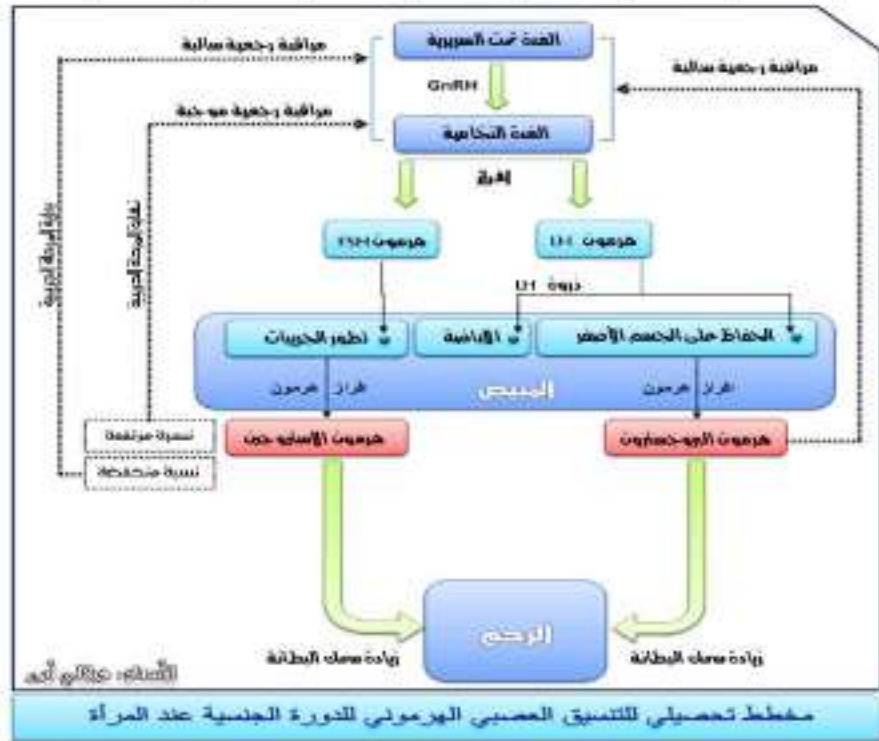 الغدة تحت السريرية
مراقبة رجعية سالبة
مراقبة رجعية سالبة
GnRH
مراقبة رجعية موجبة
الغدة النخامية
إفراز
بداية المرحلة الجريبية
نهاية المرحلة الجريبية
هرمون FSH
هرمون LH
ذروة LH
تطور الجريبات
الإباضية
الحفاظ على الجسم الأصفر
إفراز هرمون
المبيض
إفراز هرمون
نسبة مرتفعة
نسبة منخفضة
هرمون الأستروجين
هرمون البروجسترون
الرحم
زيادة سمك البطانة
زيادة سمك البطانة
الأستاذ:
مخطط تحصيلي للتنسيق العصبي الهرموني للدورة الجنسية عند المرأة